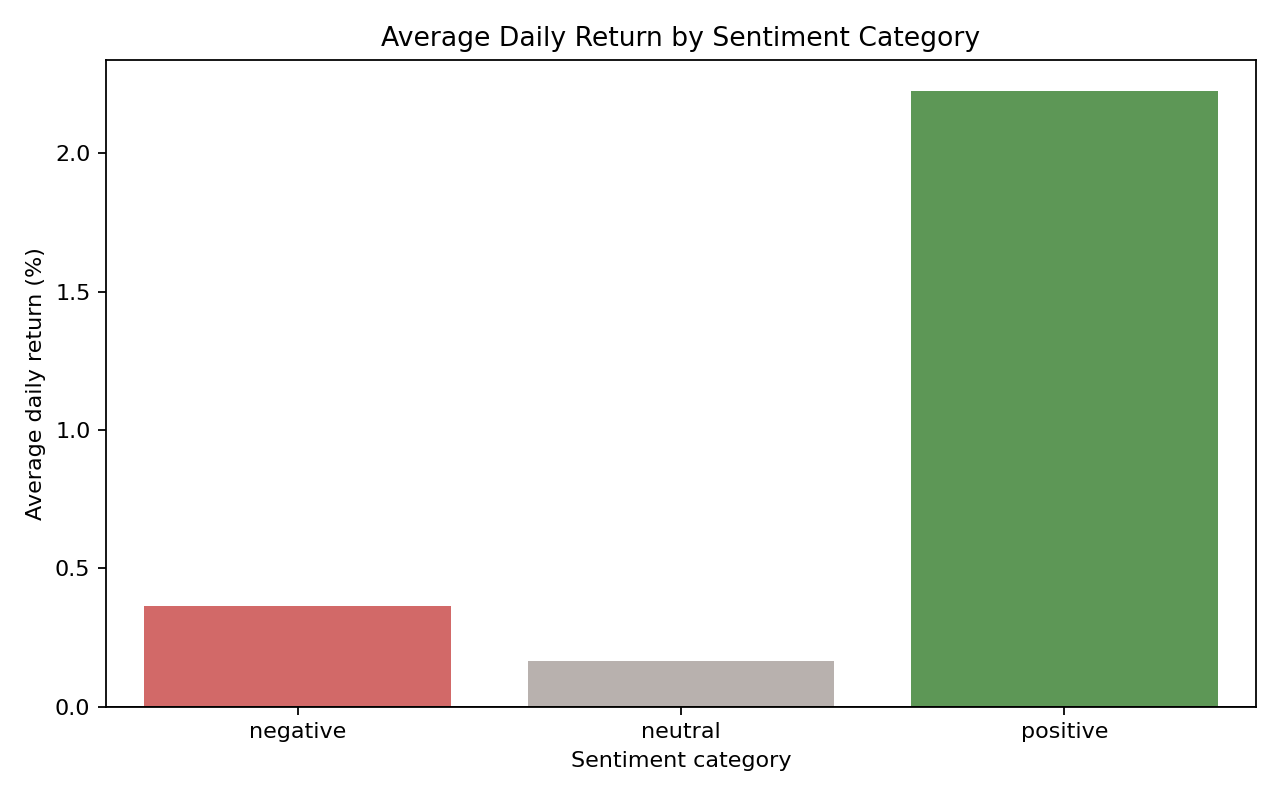 Average Daily Return by Sentiment Category
Average daily return (%)
2.0
1.5
1.0
0.5
0.0
negative neutral positive
Sentiment category